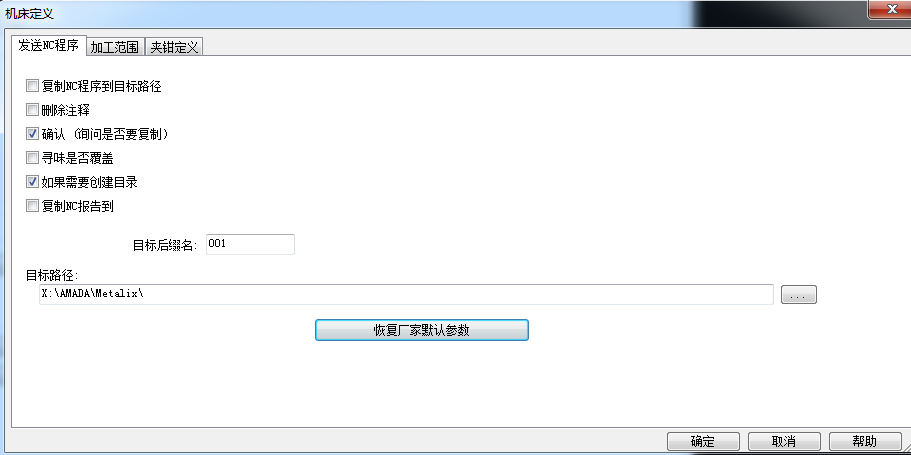 机床定义
发送NC程序 加工范围 夹钳定义
复制NC程序到目标路径
删除注释
确认 (询问是否要复制)
寻味是否覆盖
如果需要创建目录
复制NC报告到
目标后缀名: 001
目标路径:
X:\AMADA\Metalix\ ...
恢复厂家默认参数
确定 取消 帮助